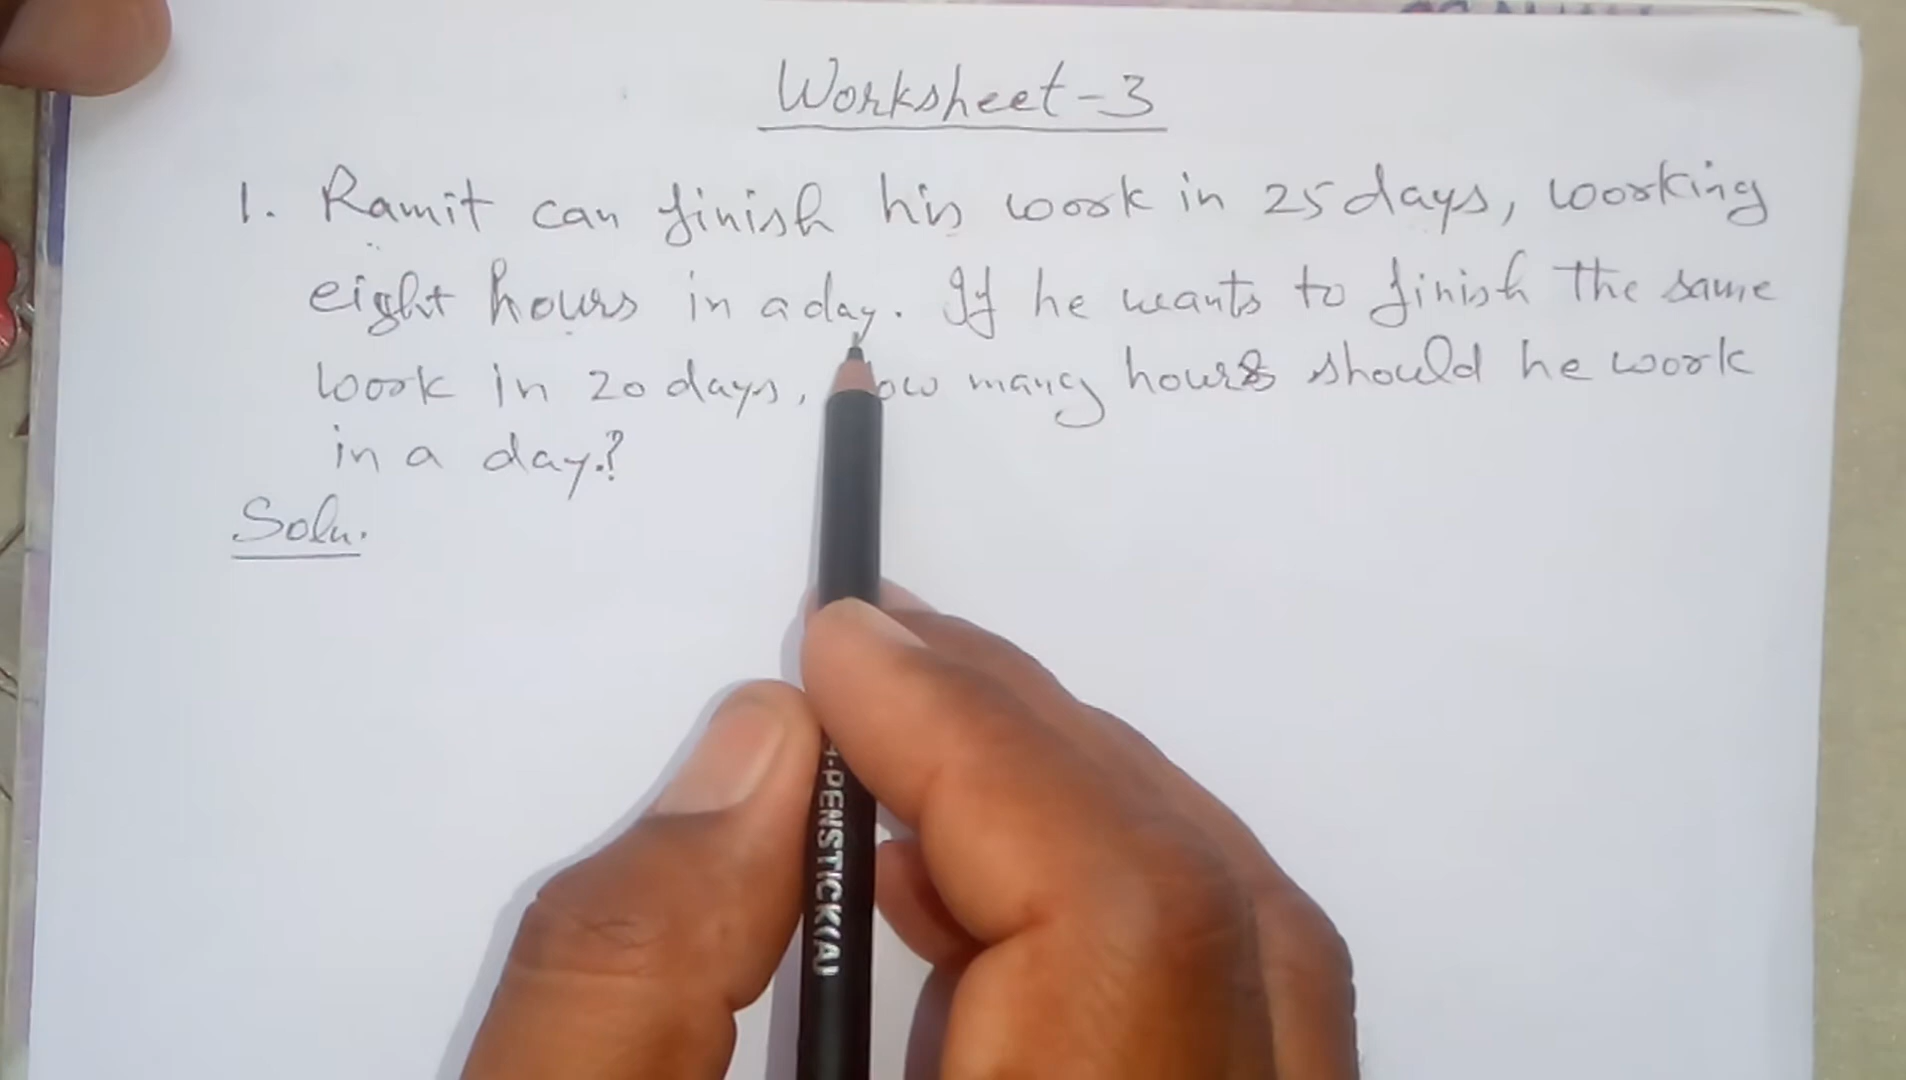 Worksheet-3
1. Ramit can finish his work in 25 days, working
eight hours in a day. If he wants to finish the same
work in 20 days, how many hours should he work
in a day.?
Soln.
-PENSTICK(A)